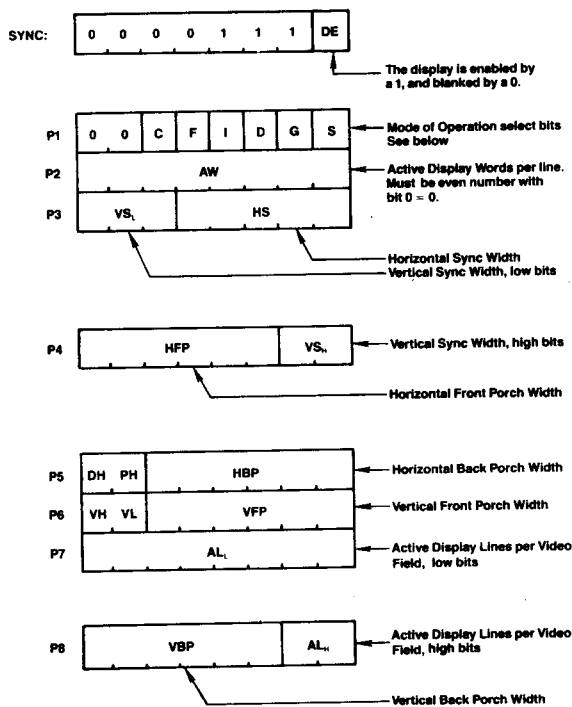 SYNC: 0 0 0 0 1 1 1 DE
The display is enabled by
a 1, and blanked by a 0.
P1 0 0 C F I D G S
Mode of Operation select bits
See below
P2 AW
Active Display Words per line.
Must be even number with
bit 0 = 0.
P3 VSL HS
Horizontal Sync Width
Vertical Sync Width, low bits
P4 HFP VSH
Vertical Sync Width, high bits
Horizontal Front Porch Width
P5 DH PH HBP
Horizontal Back Porch Width
P6 VH VL VFP
Vertical Front Porch Width
P7 ALL
Active Display Lines per Video
Field, low bits
P8 VBP ALH
Active Display Lines per Video
Field, high bits
Vertical Back Porch Width